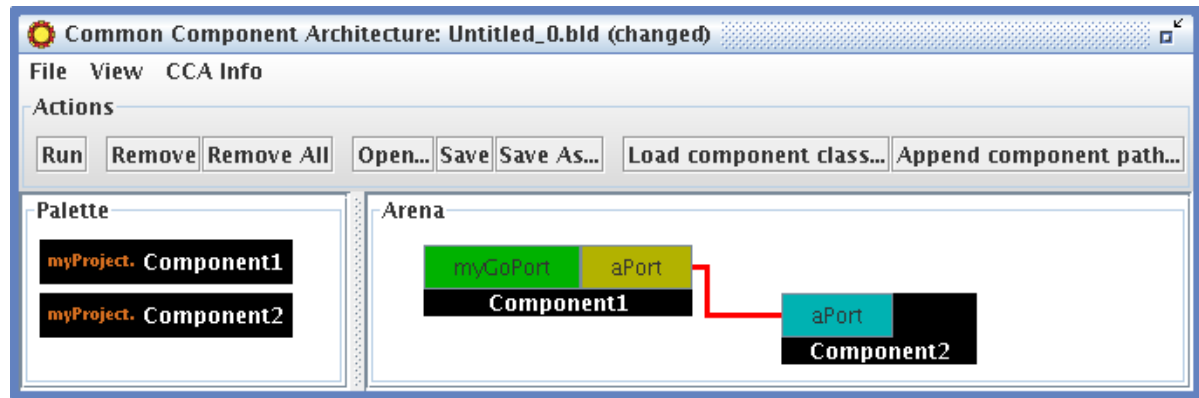 Common Component Architecture: Untitled_0.bld (changed)
File View CCA Info
Actions
Run Remove Remove All Open... Save Save As... Load component class... Append component path...
Palette
myProject. Component1
myProject. Component2
Arena
myGoPort aPort
Component1
aPort
Component2